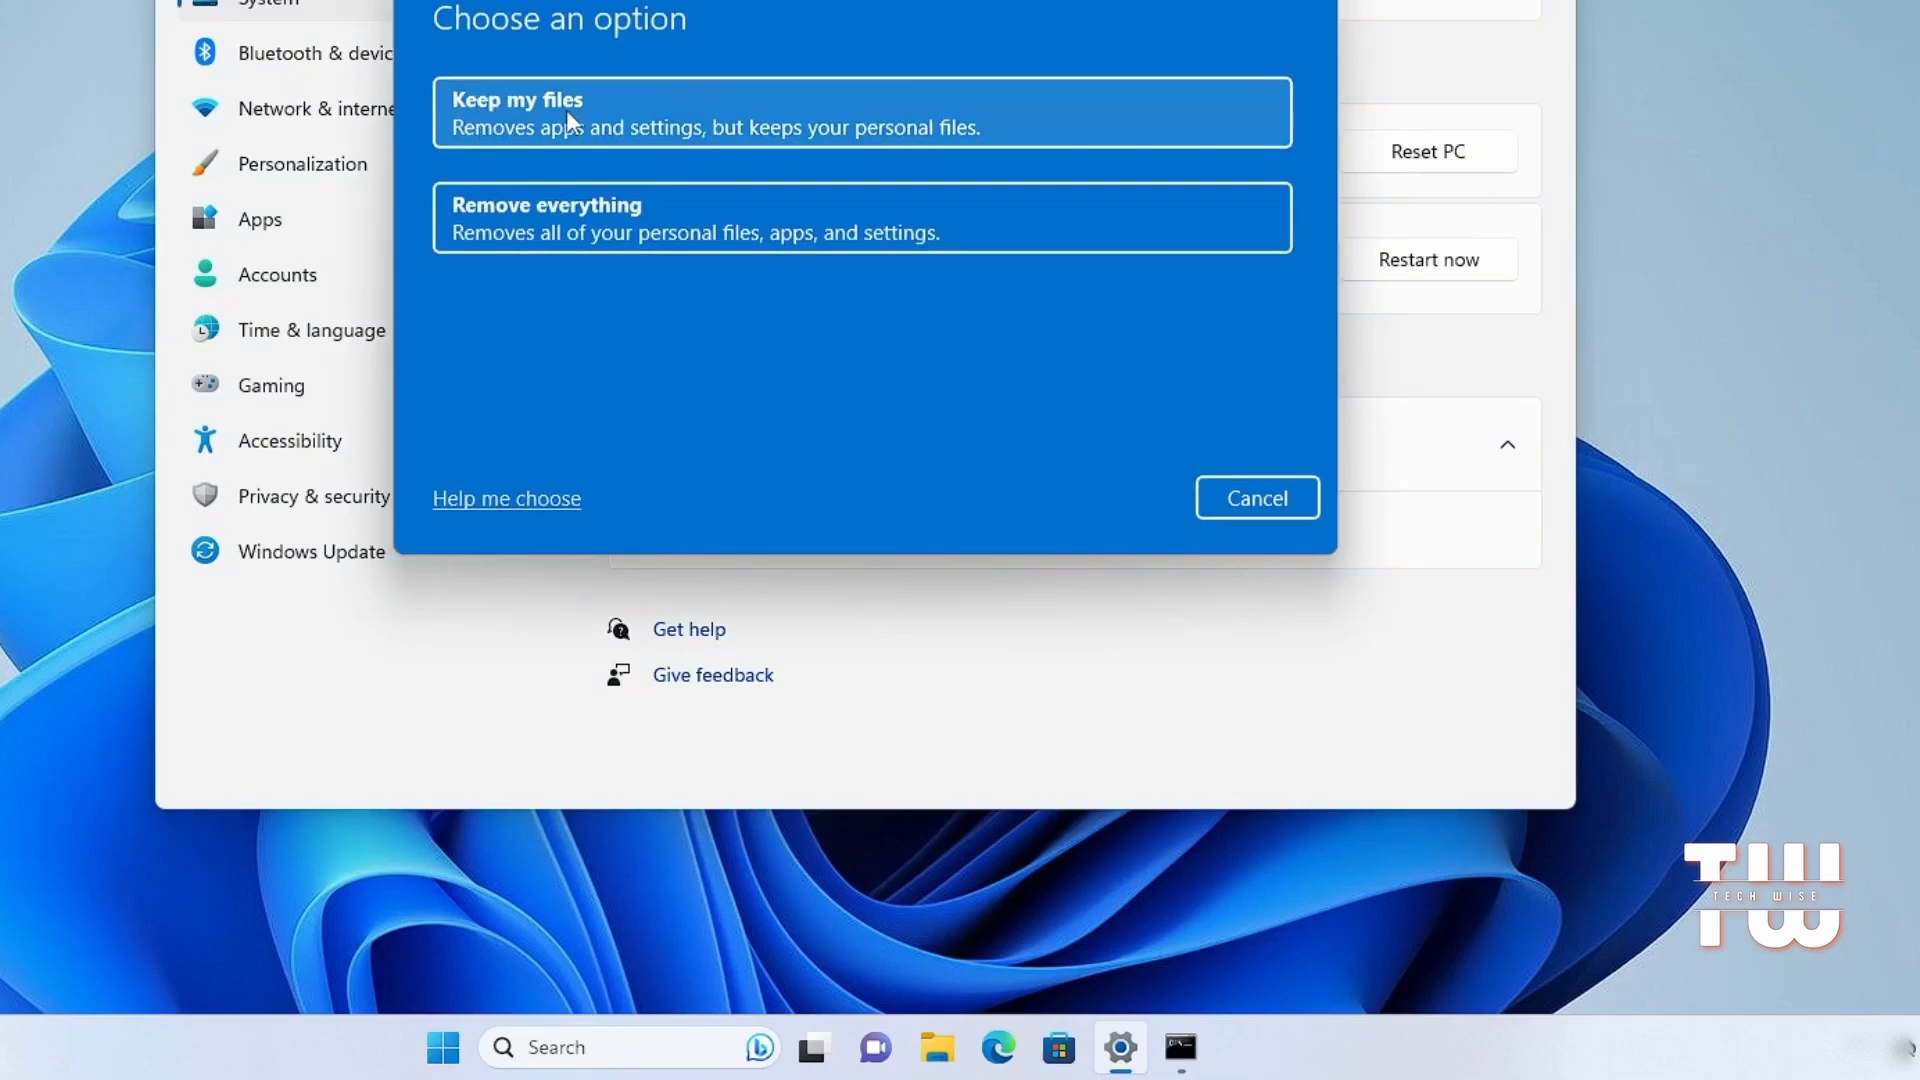 System
Choose an option
Bluetooth & devic
Keep my files
Removes apps and settings, but keeps your personal files.
Network & interne
Reset PC
Personalization
Remove everything
Removes all of your personal files, apps, and settings.
Apps
Restart now
Accounts
Time & language
Gaming
Accessibility
Privacy & security
Help me choose
Cancel
Windows Update
Get help
Give feedback
TW
TECH WISE
Search